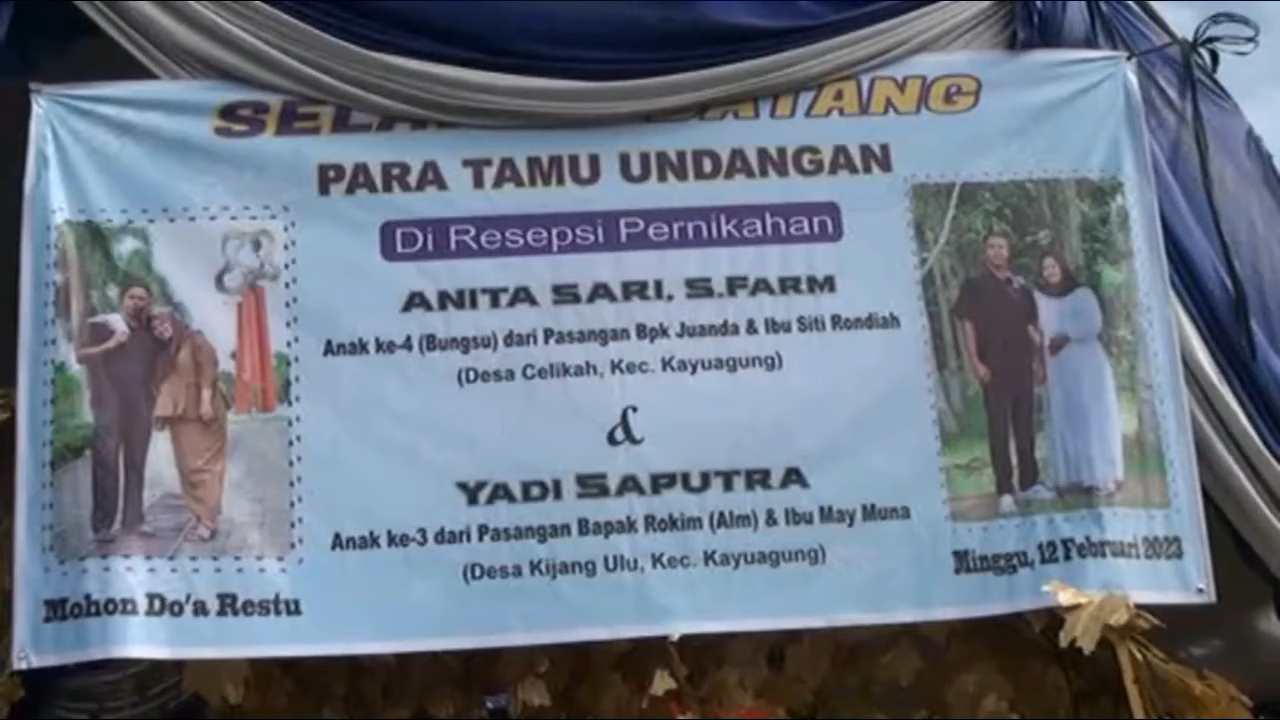 DATANG
PARA TAMU UNDANGAN
Di Resepsi Pernikahan
ANITA SARI, S.FARM
Anak ke-4 (Bungsu) dari Pasangan Bpk Juanda & Ibu Siti Rondiah
(Desa Celikah, Kec. Kayuagung)
&
YADI SAPUTRA
Anak ke-3 dari Pasangan Bapak Rokim (Alm) & Ibu May Muna
(Desa Kijang Ulu, Kec. Kayuagung)
Mohon Do'a Restu
Minggu, 12 Februari 2023